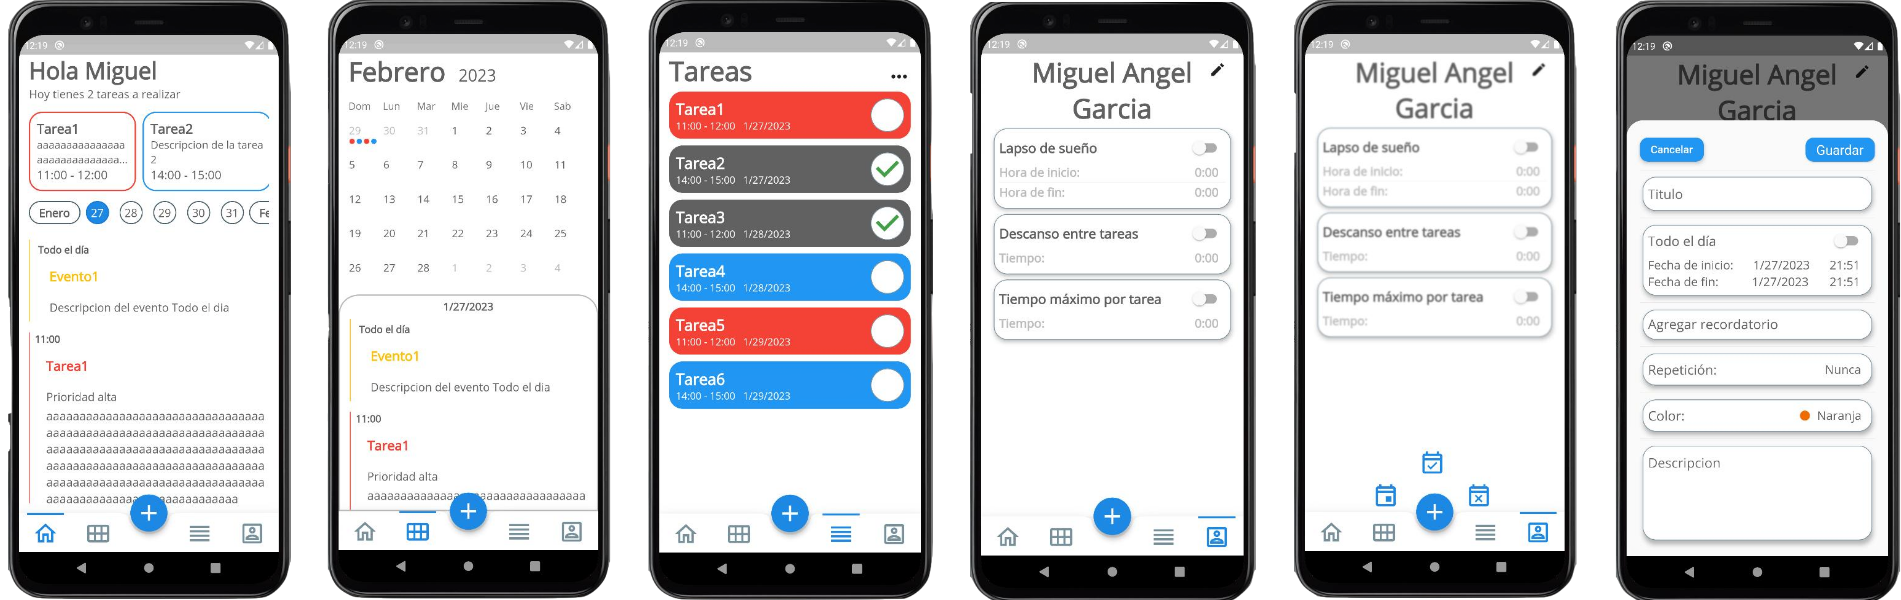 12:19
Hola Miguel
Hoy tienes 2 tareas a realizar
Tarea1
aaaaaaaaaaaaaaa
aaaaaaaaaaaaaa...
11:00 - 12:00
Tarea2
Descripcion de la tarea
2
14:00 - 15:00
Enero 27 28 29 30 31 Fe
Todo el día
Evento1
Descripcion del evento Todo el dia
11:00
Tarea1
Prioridad alta
12:19
Febrero 2023
Dom Lun Mar Mie Jue Vie Sab
29 30 31 1 2 3 4
5 6 7 8 9 10 11
12 13 14 15 16 17 18
19 20 21 22 23 24 25
26 27 28 1 2 3 4
1/27/2023
Todo el día
Evento1
Descripcion del evento Todo el dia
11:00
Tarea1
Prioridad alta
12:19
Tareas ...
Tarea1
11:00 - 12:00 1/27/2023
Tarea2
14:00 - 15:00 1/27/2023
Tarea3
11:00 - 12:00 1/28/2023
Tarea4
14:00 - 15:00 1/28/2023
Tarea5
11:00 - 12:00 1/29/2023
Tarea6
14:00 - 15:00 1/29/2023
12:19
Miguel Angel
Garcia
Lapso de sueño
Hora de inicio: 0:00
Hora de fin: 0:00
Descanso entre tareas
Tiempo: 0:00
Tiempo máximo por tarea
Tiempo: 0:00
12:19
Miguel Angel
Garcia
Lapso de sueño
Hora de inicio: 0:00
Hora de fin: 0:00
Descanso entre tareas
Tiempo: 0:00
Tiempo máximo por tarea
Tiempo: 0:00
12:19
Miguel Angel
Garcia
Cancelar Guardar
Titulo
Todo el día
Fecha de inicio: 1/27/2023 21:51
Fecha de fin: 1/27/2023 21:51
Agregar recordatorio
Repetición: Nunca
Color: Naranja
Descripcion